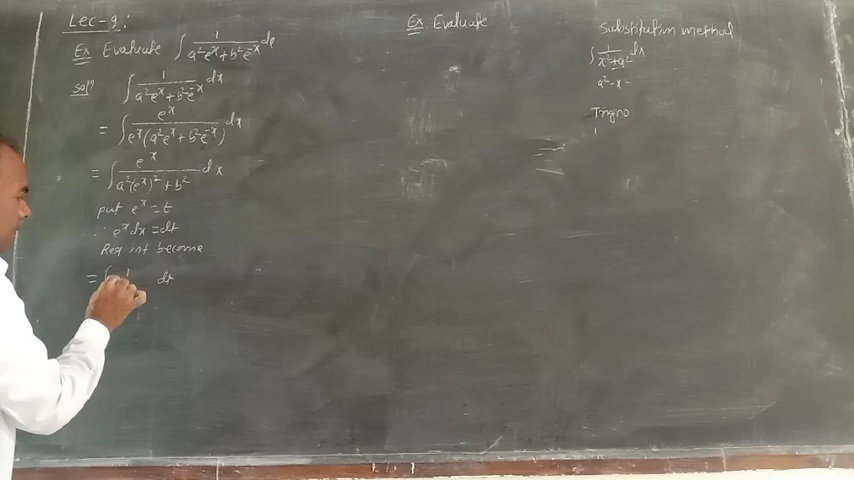 Lec-9:
Ex Evaluate ∫ 1/(a²eˣ+b²e⁻ˣ) dx
Solⁿ ∫ 1/(a²eˣ+b²e⁻ˣ) dx
= ∫ eˣ/(eˣ(a²eˣ+b²e⁻ˣ)) dx
= ∫ eˣ/(a²(eˣ)²+b²) dx
put eˣ=t
∴ eˣdx=dt
Req. int become
= ∫ 1 dt
Ex Evaluate
Substitution method
∫ 1/(x²+a²) dx
a²-x²